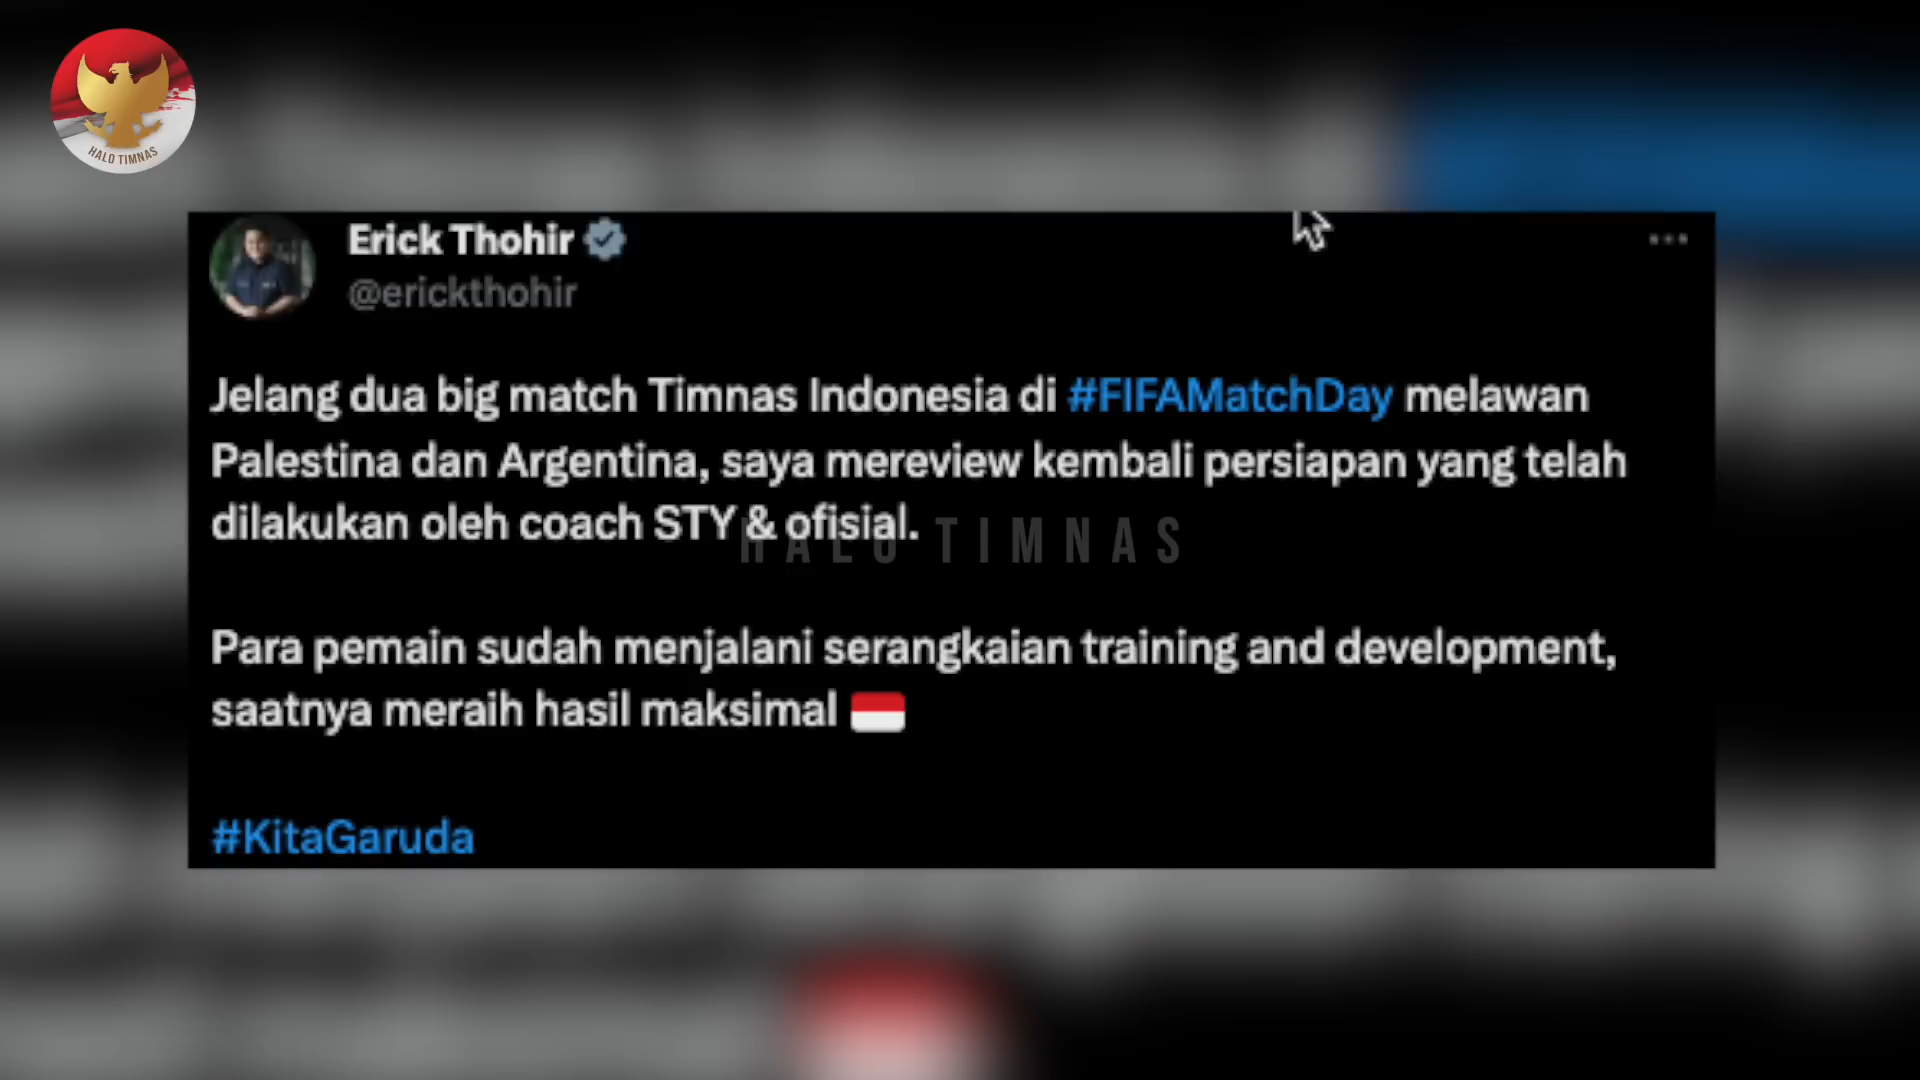 HALO TIMNAS
Erick Thohir
@erickthohir
Jelang dua big match Timnas Indonesia di #FIFAMatchDay melawan
Palestina dan Argentina, saya mereview kembali persiapan yang telah
dilakukan oleh coach STY & ofisial.
HALO TIMNAS
Para pemain sudah menjalani serangkaian training and development,
saatnya meraih hasil maksimal 🇮🇩
#KitaGaruda